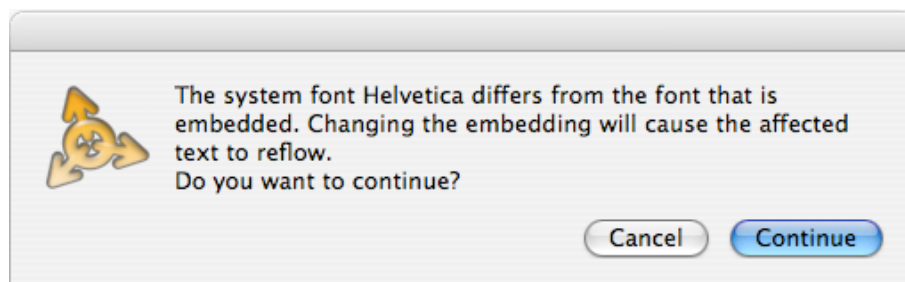 The system font Helvetica differs from the font that is
embedded. Changing the embedding will cause the affected
text to reflow.
Do you want to continue?
Cancel Continue